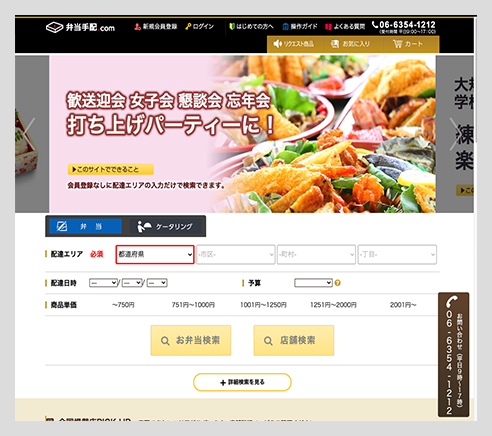 弁当手配.com
新規会員登録 ログイン はじめての方へ 操作ガイド よくある質問 06-6354-1212
(受付時間 平日9:00～17:00)
リクエスト商品 お気に入り カート
歓送迎会 女子会 懇談会 忘年会
打ち上げパーティーに！
▶このサイトでできること
会員登録なしに配達エリアの入力だけで検索できます。
学校
楽
弁 当 ケータリング
配達エリア 必須 都道府県 -市区- -町村- -丁目-
配達日時 --- / --- / --- 予算 ?
商品単価 ～750円 751円～1000円 1001円～1250円 1251円～2000円 2001～
お弁当検索 店舗検索
+ 詳細検索を見る
お問い合わせ（平日9時～17時）
06-6354-1212